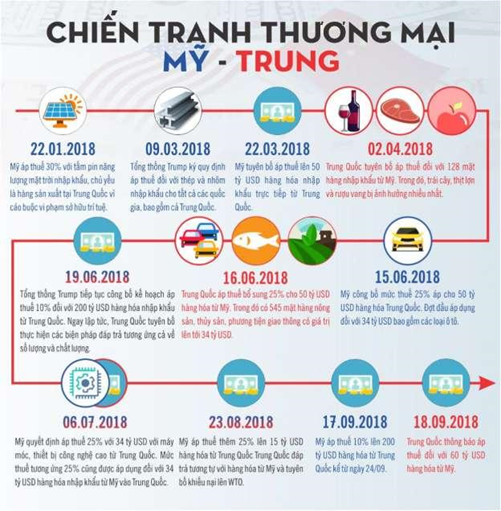 CHIẾN TRANH THƯƠNG MẠI
MỸ - TRUNG
22.01.2018
Mỹ áp thuế 30% với tấm pin năng
lượng mặt trời nhập khẩu, chủ yếu
là hàng sản xuất tại Trung Quốc vì
cáo buộc vi phạm sở hữu trí tuệ.
09.03.2018
Tổng thống Trump ký quy định
áp thuế đối với thép và nhôm
nhập khẩu cho tất cả các quốc
gia, bao gồm cả Trung Quốc.
22.03.2018
Mỹ tuyên bố áp thuế lên 50
tỷ USD hàng hóa nhập
khẩu trực tiếp từ Trung
Quốc.
02.04.2018
Trung Quốc tuyên bố áp thuế đối với 128 mặt
hàng nhập khẩu từ Mỹ. Trong đó, trái cây, thịt lợn
và rượu vang bị ảnh hưởng nhiều nhất.
19.06.2018
Tổng thống Trump tiếp tục công bố kế hoạch áp
thuế 10% đối với 200 tỷ USD hàng hóa nhập khẩu
từ Trung Quốc. Ngay lập tức, Trung Quốc tuyên bố
thực hiện các biện pháp đáp trả tương ứng cả về
số lượng và chất lượng.
16.06.2018
Trung Quốc áp thuế bổ sung 25% cho 50 tỷ USD
hàng hóa từ Mỹ. Trong đó có 545 mặt hàng nông
sản, thủy sản, phương tiện giao thông có giá trị
lên tới 34 tỷ USD.
15.06.2018
Mỹ công bố mức thuế 25% áp cho 50 tỷ
USD hàng hóa Trung Quốc. Đợt đầu áp dụng
đối với 34 tỷ USD bao gồm các loại ô tô.
06.07.2018
Mỹ quyết định áp thuế 25% với 34 tỷ USD với máy
móc, thiết bị công nghệ cao từ Trung Quốc. Mức
thuế tương ứng 25% cũng được áp dụng đối với 34
tỷ USD hàng hóa nhập khẩu từ Mỹ vào Trung Quốc.
23.08.2018
Mỹ áp thuế thêm 25% lên 15 tỷ USD
hàng hóa từ Trung Quốc Trung Quốc đáp
trả tương tự với hàng hóa từ Mỹ và tuyên
bố khiếu nại lên WTO.
17.09.2018
Mỹ áp thuế 10% lên 200
tỷ USD hàng hóa từ Trung
Quốc kể từ ngày 24/09.
18.09.2018
Trung Quốc thông báo áp
thuế đối với 60 tỷ USD
hàng hóa từ Mỹ.